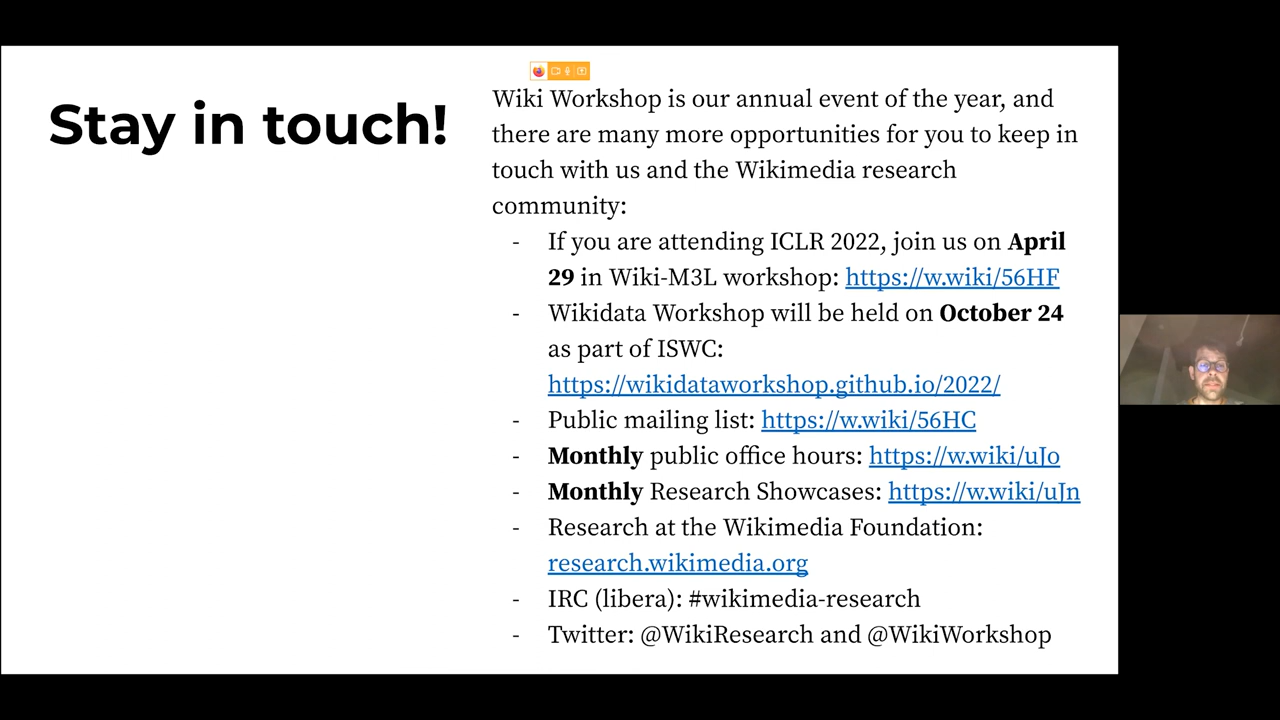 Stay in touch!
Wiki Workshop is our annual event of the year, and
there are many more opportunities for you to keep in
touch with us and the Wikimedia research
community:
- If you are attending ICLR 2022, join us on April
29 in Wiki-M3L workshop: https://w.wiki/56HF
- Wikidata Workshop will be held on October 24
as part of ISWC:
https://wikidataworkshop.github.io/2022/
- Public mailing list: https://w.wiki/56HC
- Monthly public office hours: https://w.wiki/uJo
- Monthly Research Showcases: https://w.wiki/uJn
- Research at the Wikimedia Foundation:
research.wikimedia.org
- IRC (libera): #wikimedia-research
- Twitter: @WikiResearch and @WikiWorkshop